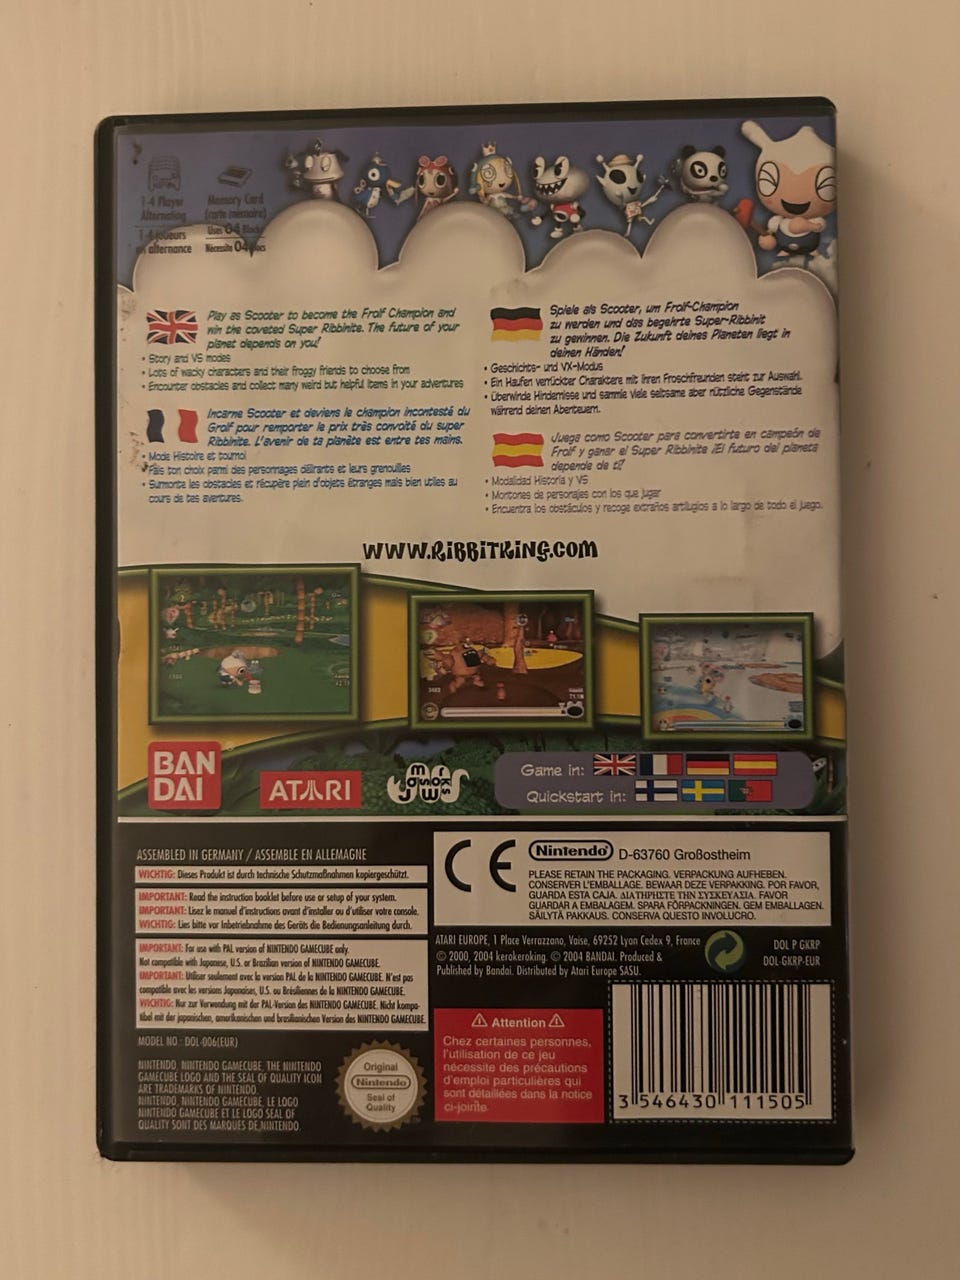 1-4 Player
Alternating
1-4 joueurs
en alternance
Memory Card
(carte mémoire)
Uses 04 Blocks
Nécessite 04 Blocs
Play as Scooter to become the Frolf Champion and
win the coveted Super Ribbinite. The future of your
planet depends on you!
• Story and VS modes
• Lots of wacky characters and their froggy friends to choose from
• Encounter obstacles and collect many weird but helpful items in your adventures
Incarne Scooter et deviens le champion incontesté du
Grolf pour remporter le prix très convoité du super
Ribbinite. L'avenir de ta planète est entre tes mains.
• Mode Histoire et tournoi
• Fais ton choix parmi des personnages délirants et leurs grenouilles
• Surmonte les obstacles et récupère plein d'objets étranges mais bien utiles au
cours de tes aventures.
Spiele als Scooter, um Frolf-Champion
zu werden und das begehrte Super-Ribbinit
zu gewinnen. Die Zukunft deines Planeten liegt in
deinen Händen!
• Geschichts- und VX-Modus
• Ein Haufen verrückter Charaktere mit ihren Froschfreunden steht zur Auswahl.
• Überwinde Hindernisse und sammle viele seltsame aber nützliche Gegenstände
während deinen Abenteuern.
Juega como Scooter para convertirte en campeón de
Frolf y ganar el Super Ribbinite ¡El futuro del planeta
depende de ti!
• Modalidad Historia y VS
• Montones de personajes con los que jugar
• Encuentra los obstáculos y recoge extraños artilugios a lo largo de todo el juego.
www.RibbitKing.com
BAN
DAI
ATARI
Game in:
Quickstart in:
ASSEMBLED IN GERMANY / ASSEMBLE EN ALLEMAGNE
WICHTIG: Dieses Produkt ist durch technische Schutzmaßnahmen kopiergeschützt.
IMPORTANT: Read the instruction booklet before use or setup of your system.
IMPORTANT: Lisez le manuel d'instructions avant d'installer ou d'utiliser votre console.
WICHTIG: Lies bitte vor Inbetriebnahme des Geräts die Bedienungsanleitung durch.
IMPORTANT: For use with PAL version of NINTENDO GAMECUBE only.
Not compatible with Japanese, U.S. or Brazilian version of NINTENDO GAMECUBE.
IMPORTANT: Utiliser seulement avec la version PAL de la NINTENDO GAMECUBE. N'est pas
compatible avec les versions Japonaises, U.S. ou Brésiliennes de la NINTENDO GAMECUBE.
WICHTIG: Nur zur Verwendung mit der PAL-Version des NINTENDO GAMECUBE. Nicht kompa-
tibel mit der japanischen, amerikanischen und brasilianischen Version des NINTENDO GAMECUBE.
MODEL NO.: DOL-006(EUR)
NINTENDO, NINTENDO GAMECUBE, THE NINTENDO
GAMECUBE LOGO AND THE SEAL OF QUALITY ICON
ARE TRADEMARKS OF NINTENDO.
NINTENDO, NINTENDO GAMECUBE, LE LOGO
NINTENDO GAMECUBE ET LE LOGO SEAL OF
QUALITY SONT DES MARQUES DE NINTENDO.
Original
Nintendo
Seal of
Quality
CE
Nintendo D-63760 Großostheim
PLEASE RETAIN THE PACKAGING. VERPACKUNG AUFHEBEN.
CONSERVER L'EMBALLAGE. BEWAAR DEZE VERPAKKING. POR FAVOR,
GUARDA ESTA CAJA. ΔΙΑΤΗΡΗΣΤΕ ΤΗΝ ΣΥΣΚΕΥΑΣΙΑ. FAVOR
GUARDAR A EMBALAGEM. SPARA FÖRPACKNINGEN. GEM EMBALLAGEN.
SÄILYTÄ PAKKAUS. CONSERVA QUESTO INVOLUCRO.
ATARI EUROPE, 1 Place Verrazzano, Vaise, 69252 Lyon Cedex 9, France
© 2000, 2004 kerokeroking. © 2004 BANDAI. Produced &
Published by Bandai. Distributed by Atari Europe SASU.
DOL P GKRP
DOL-GKRP-EUR
Attention
Chez certaines personnes,
l'utilisation de ce jeu
nécessite des précautions
d'emploi particulières qui
sont détaillées dans la notice
ci-jointe.
3 546430 111505